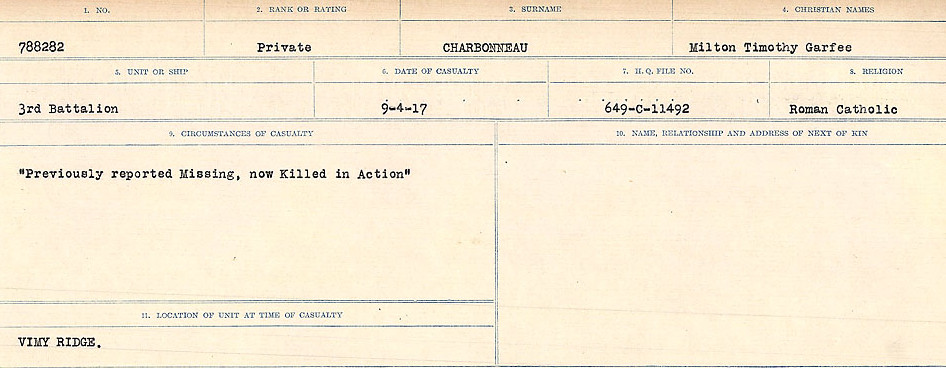 1. NO. 2. RANK OR RATING 3. SURNAME 4. CHRISTIAN NAMES
788282 Private CHARBONNEAU Milton Timothy Garfee
5. UNIT OR SHIP 6. DATE OF CASUALTY 7. H.Q. FILE NO. 8. RELIGION
3rd Battalion 9-4-17 649-C-11492 Roman Catholic
9. CIRCUMSTANCES OF CASUALTY 10. NAME, RELATIONSHIP AND ADDRESS OF NEXT OF KIN
"Previously reported Missing, now Killed in Action"
11. LOCATION OF UNIT AT TIME OF CASUALTY
VIMY RIDGE.